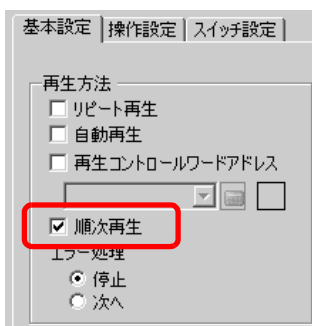 基本設定 操作設定 スイッチ設定
再生方法
リピート再生
自動再生
再生コントロールワードアドレス
順次再生
エラー処理
停止
次へ